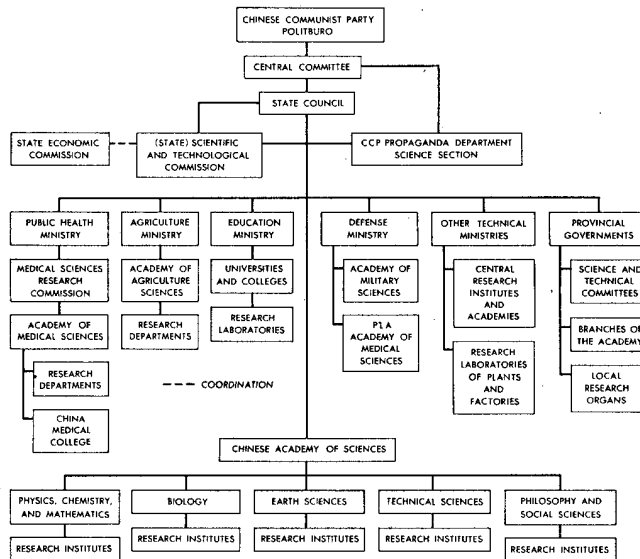 CHINESE COMMUNIST PARTY
POLITBURO
CENTRAL COMMITTEE
STATE COUNCIL
STATE ECONOMIC
COMMISSION
(STATE) SCIENTIFIC
AND TECHNOLOGICAL
COMMISSION
CCP PROPAGANDA DEPARTMENT
SCIENCE SECTION
PUBLIC HEALTH
MINISTRY
AGRICULTURE
MINISTRY
EDUCATION
MINISTRY
DEFENSE
MINISTRY
OTHER TECHNICAL
MINISTRIES
PROVINCIAL
GOVERNMENTS
MEDICAL SCIENCES
RESEARCH
COMMISSION
ACADEMY OF
MEDICAL SCIENCES
RESEARCH
DEPARTMENTS
CHINA
MEDICAL
COLLEGE
ACADEMY OF
AGRICULTURE
SCIENCES
RESEARCH
DEPARTMENTS
UNIVERSITIES
AND COLLEGES
RESEARCH
LABORATORIES
ACADEMY OF
MILITARY
SCIENCES
PLA
ACADEMY OF
MEDICAL
SCIENCES
CENTRAL
RESEARCH
INSTITUTES
AND
ACADEMIES
RESEARCH
LABORATORIES
OF PLANTS
AND
FACTORIES
SCIENCE AND
TECHNICAL
COMMITTEES
BRANCHES OF
THE ACADEMY
LOCAL
RESEARCH
ORGANS
--- COORDINATION
CHINESE ACADEMY OF SCIENCES
PHYSICS, CHEMISTRY,
AND MATHEMATICS
RESEARCH INSTITUTES
BIOLOGY
RESEARCH INSTITUTES
EARTH SCIENCES
RESEARCH INSTITUTES
TECHNICAL SCIENCES
RESEARCH INSTITUTES
PHILOSOPHY AND
SOCIAL SCIENCES
RESEARCH INSTITUTES